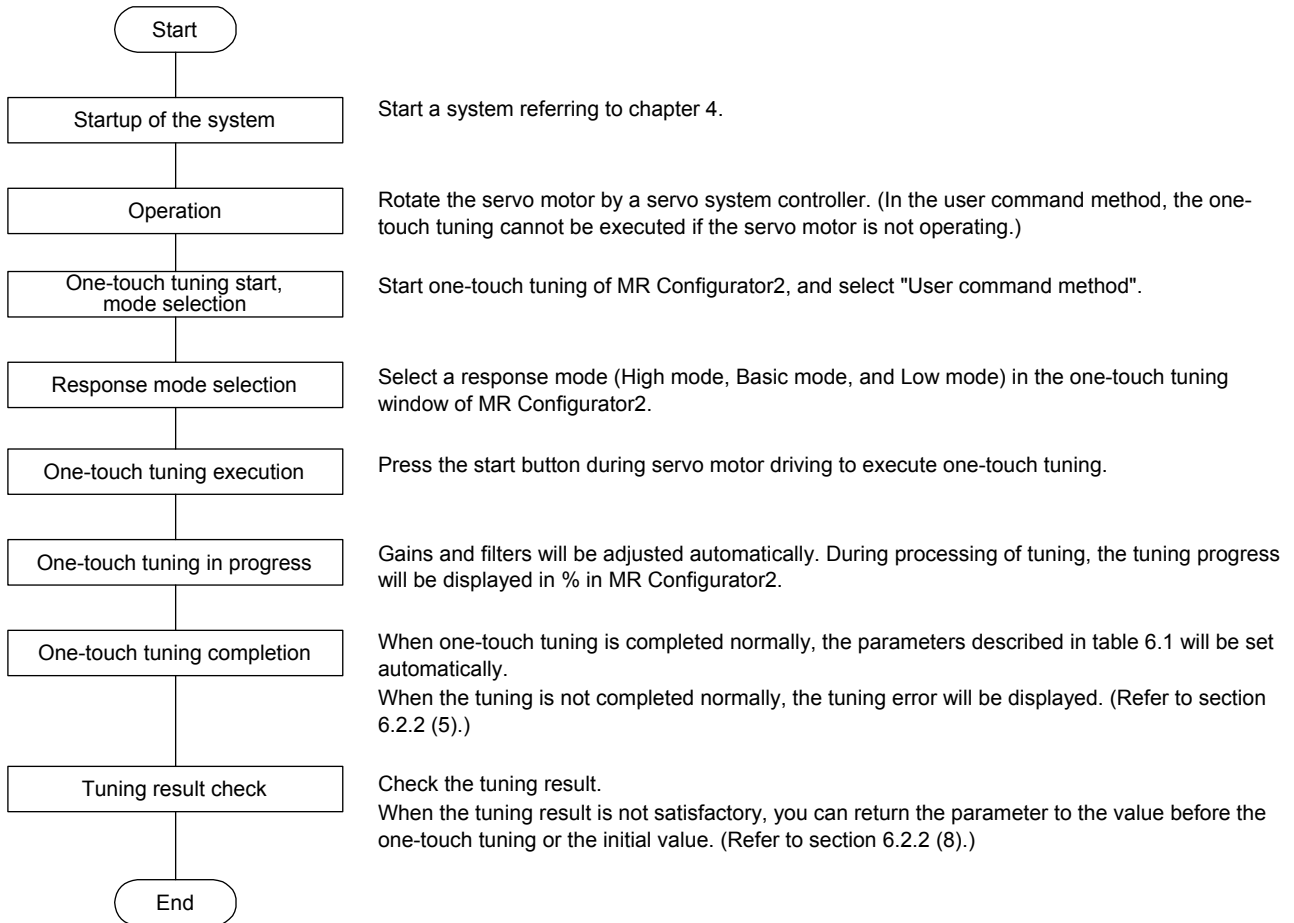 Start
Startup of the system
Start a system referring to chapter 4.
Operation
Rotate the servo motor by a servo system controller. (In the user command method, the one-
touch tuning cannot be executed if the servo motor is not operating.)
One-touch tuning start,
mode selection
Start one-touch tuning of MR Configurator2, and select "User command method".
Response mode selection
Select a response mode (High mode, Basic mode, and Low mode) in the one-touch tuning
window of MR Configurator2.
One-touch tuning execution
Press the start button during servo motor driving to execute one-touch tuning.
One-touch tuning in progress
Gains and filters will be adjusted automatically. During processing of tuning, the tuning progress
will be displayed in % in MR Configurator2.
One-touch tuning completion
When one-touch tuning is completed normally, the parameters described in table 6.1 will be set
automatically.
When the tuning is not completed normally, the tuning error will be displayed. (Refer to section
6.2.2 (5).)
Tuning result check
Check the tuning result.
When the tuning result is not satisfactory, you can return the parameter to the value before the
one-touch tuning or the initial value. (Refer to section 6.2.2 (8).)
End